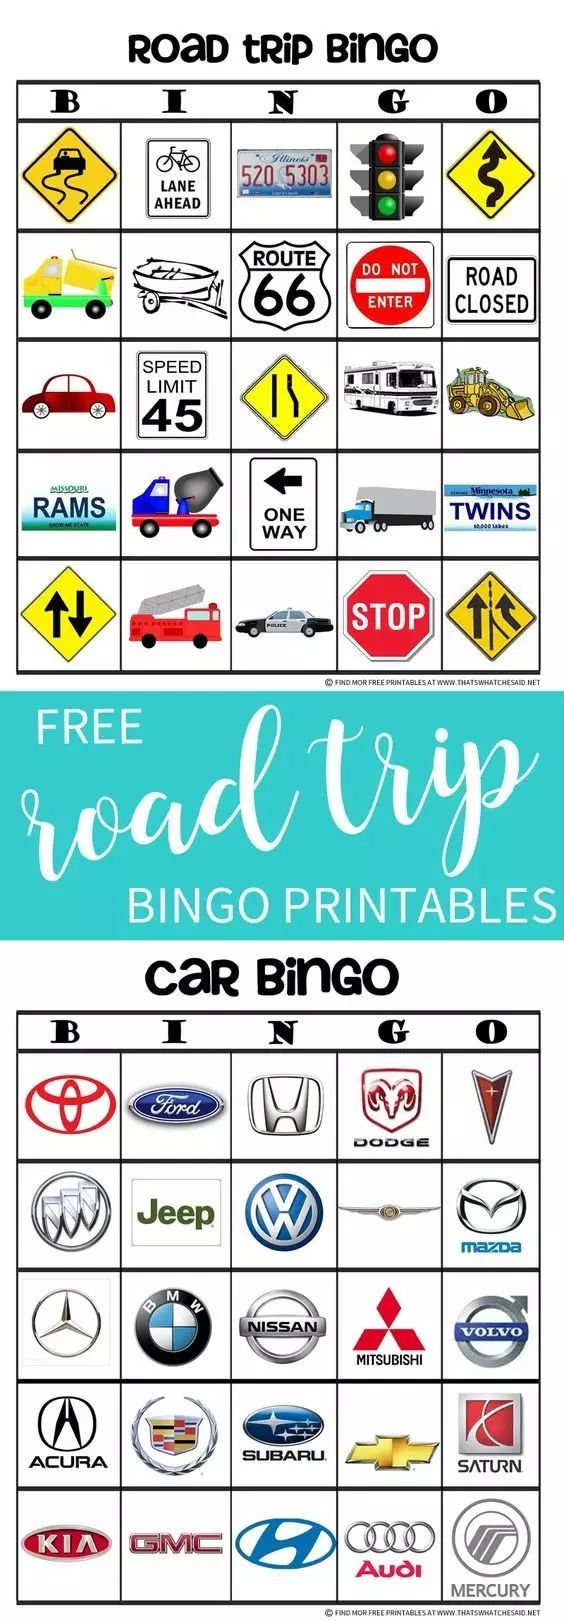 ROAD TRIP BINGO
B I N G O
LANE
AHEAD
Illinois
520 5303
ROUTE
66
DO NOT
ENTER
ROAD
CLOSED
SPEED
LIMIT
45
MISSOURI
RAMS
SHOW ME STATE
ONE
WAY
Minnesota
TWINS
10,000 lakes
POLICE
STOP
© FIND MOR FREE PRINTABLES AT WWW.THATSWHATCHESAID.NET
FREE
road trip
BINGO PRINTABLES
CAR BINGO
B I N G O
Ford
DODGE
Jeep
mazda
BMW
NISSAN
MITSUBISHI
VOLVO
ACURA
SUBARU
SATURN
KIA
GMC
Audi
MERCURY
© FIND MOR FREE PRINTABLES AT WWW.THATSWHATCHESAID.NET